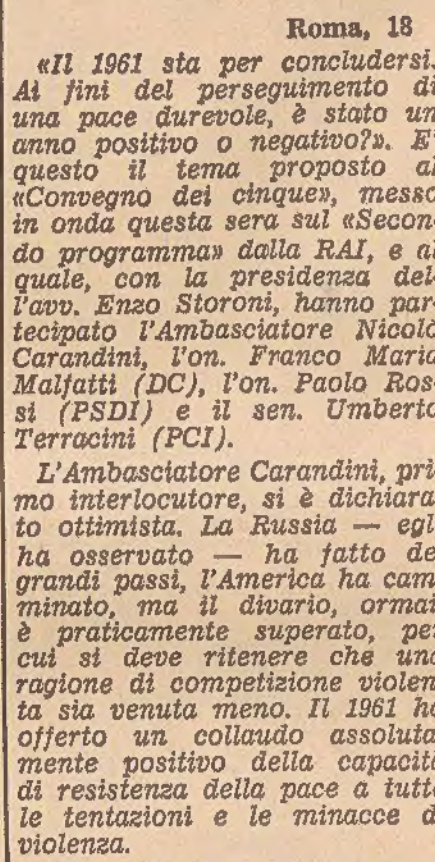 Roma, 18
«Il 1961 sta per concludersi.
Ai fini del perseguimento di
una pace durevole, è stato un
anno positivo o negativo?». E'
questo il tema proposto al
«Convegno dei cinque», messo
in onda questa sera sul «Secon-
do programma» dalla RAI, e al
quale, con la presidenza del-
l'avv. Enzo Storoni, hanno par-
tecipato l'Ambasciatore Nicolò
Carandini, l'on. Franco Maria
Malfatti (DC), l'on. Paolo Ros-
si (PSDI) e il sen. Umberto
Terracini (PCI).
L'Ambasciatore Carandini, pri
mo interlocutore, si è dichiara
to ottimista. La Russia — egl
ha osservato — ha fatto de
grandi passi, l'America ha cam
minato, ma il divario, ormai
è praticamente superato, per
cui si deve ritenere che una
ragione di competizione violen
ta sia venuta meno. Il 1961 ha
offerto un collaudo assoluta
mente positivo della capacità
di resistenza della pace a tutte
le tentazioni e le minacce d
violenza.